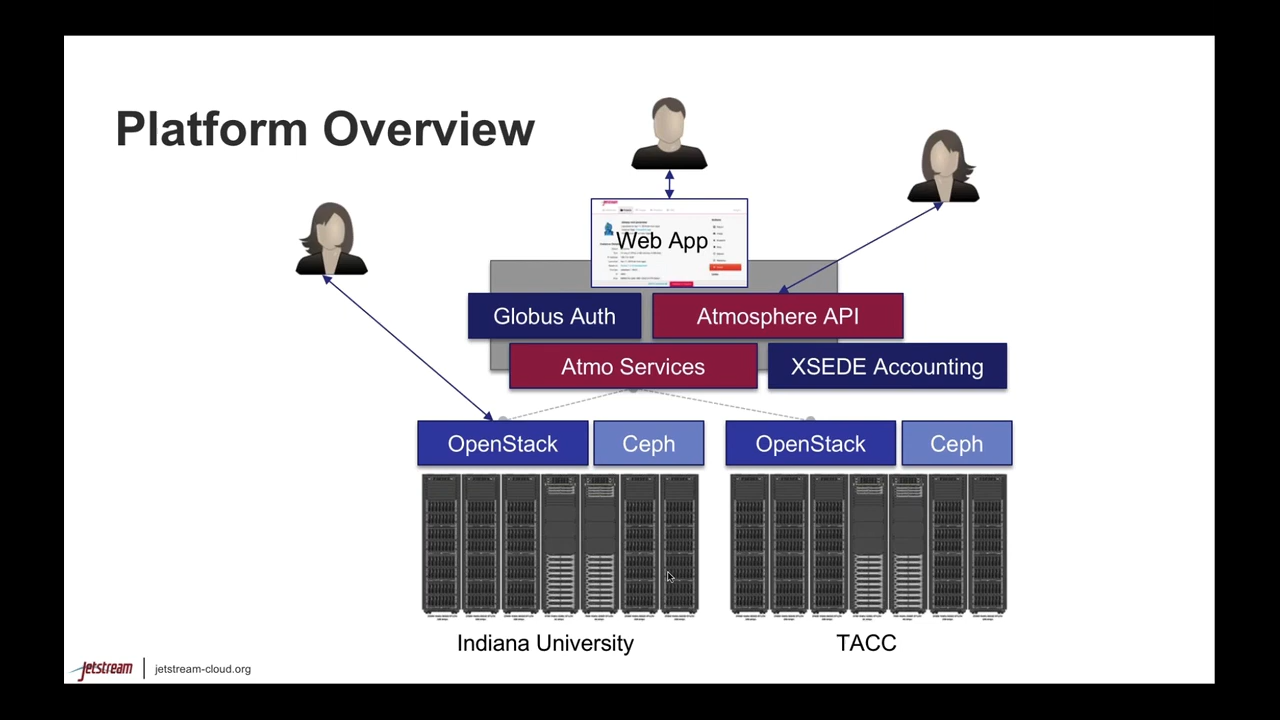 Platform Overview
Web App
Globus Auth
Atmosphere API
Atmo Services
XSEDE Accounting
OpenStack
Ceph
OpenStack
Ceph
Indiana University
TACC
Jetstream
jetstream-cloud.org